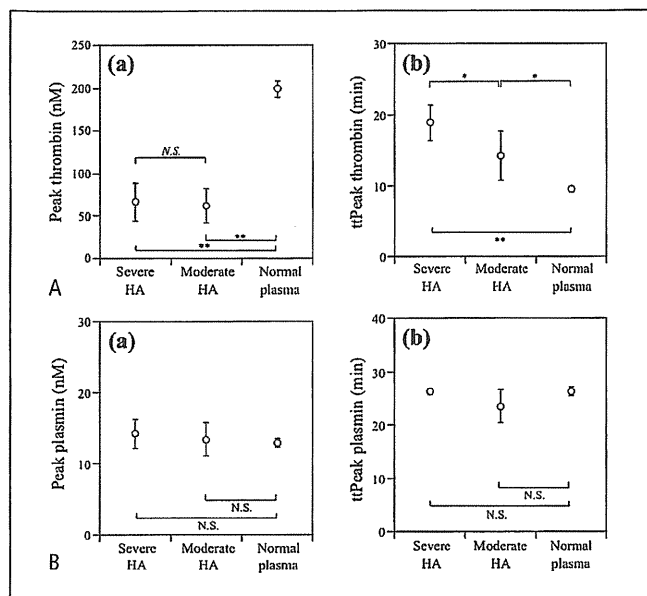 (a)
Peak thrombin (nM)
250
200
150
100
50
0
N.S.
**
**
Severe HA
Moderate HA
Normal plasma
A
(b)
ttPeak thrombin (min)
30
20
10
0
*
*
**
Severe HA
Moderate HA
Normal plasma
(a)
Peak plasmin (nM)
30
20
10
0
N.S.
N.S.
Severe HA
Moderate HA
Normal plasma
B
(b)
ttPeak plasmin (min)
40
30
20
10
0
N.S.
N.S.
Severe HA
Moderate HA
Normal plasma